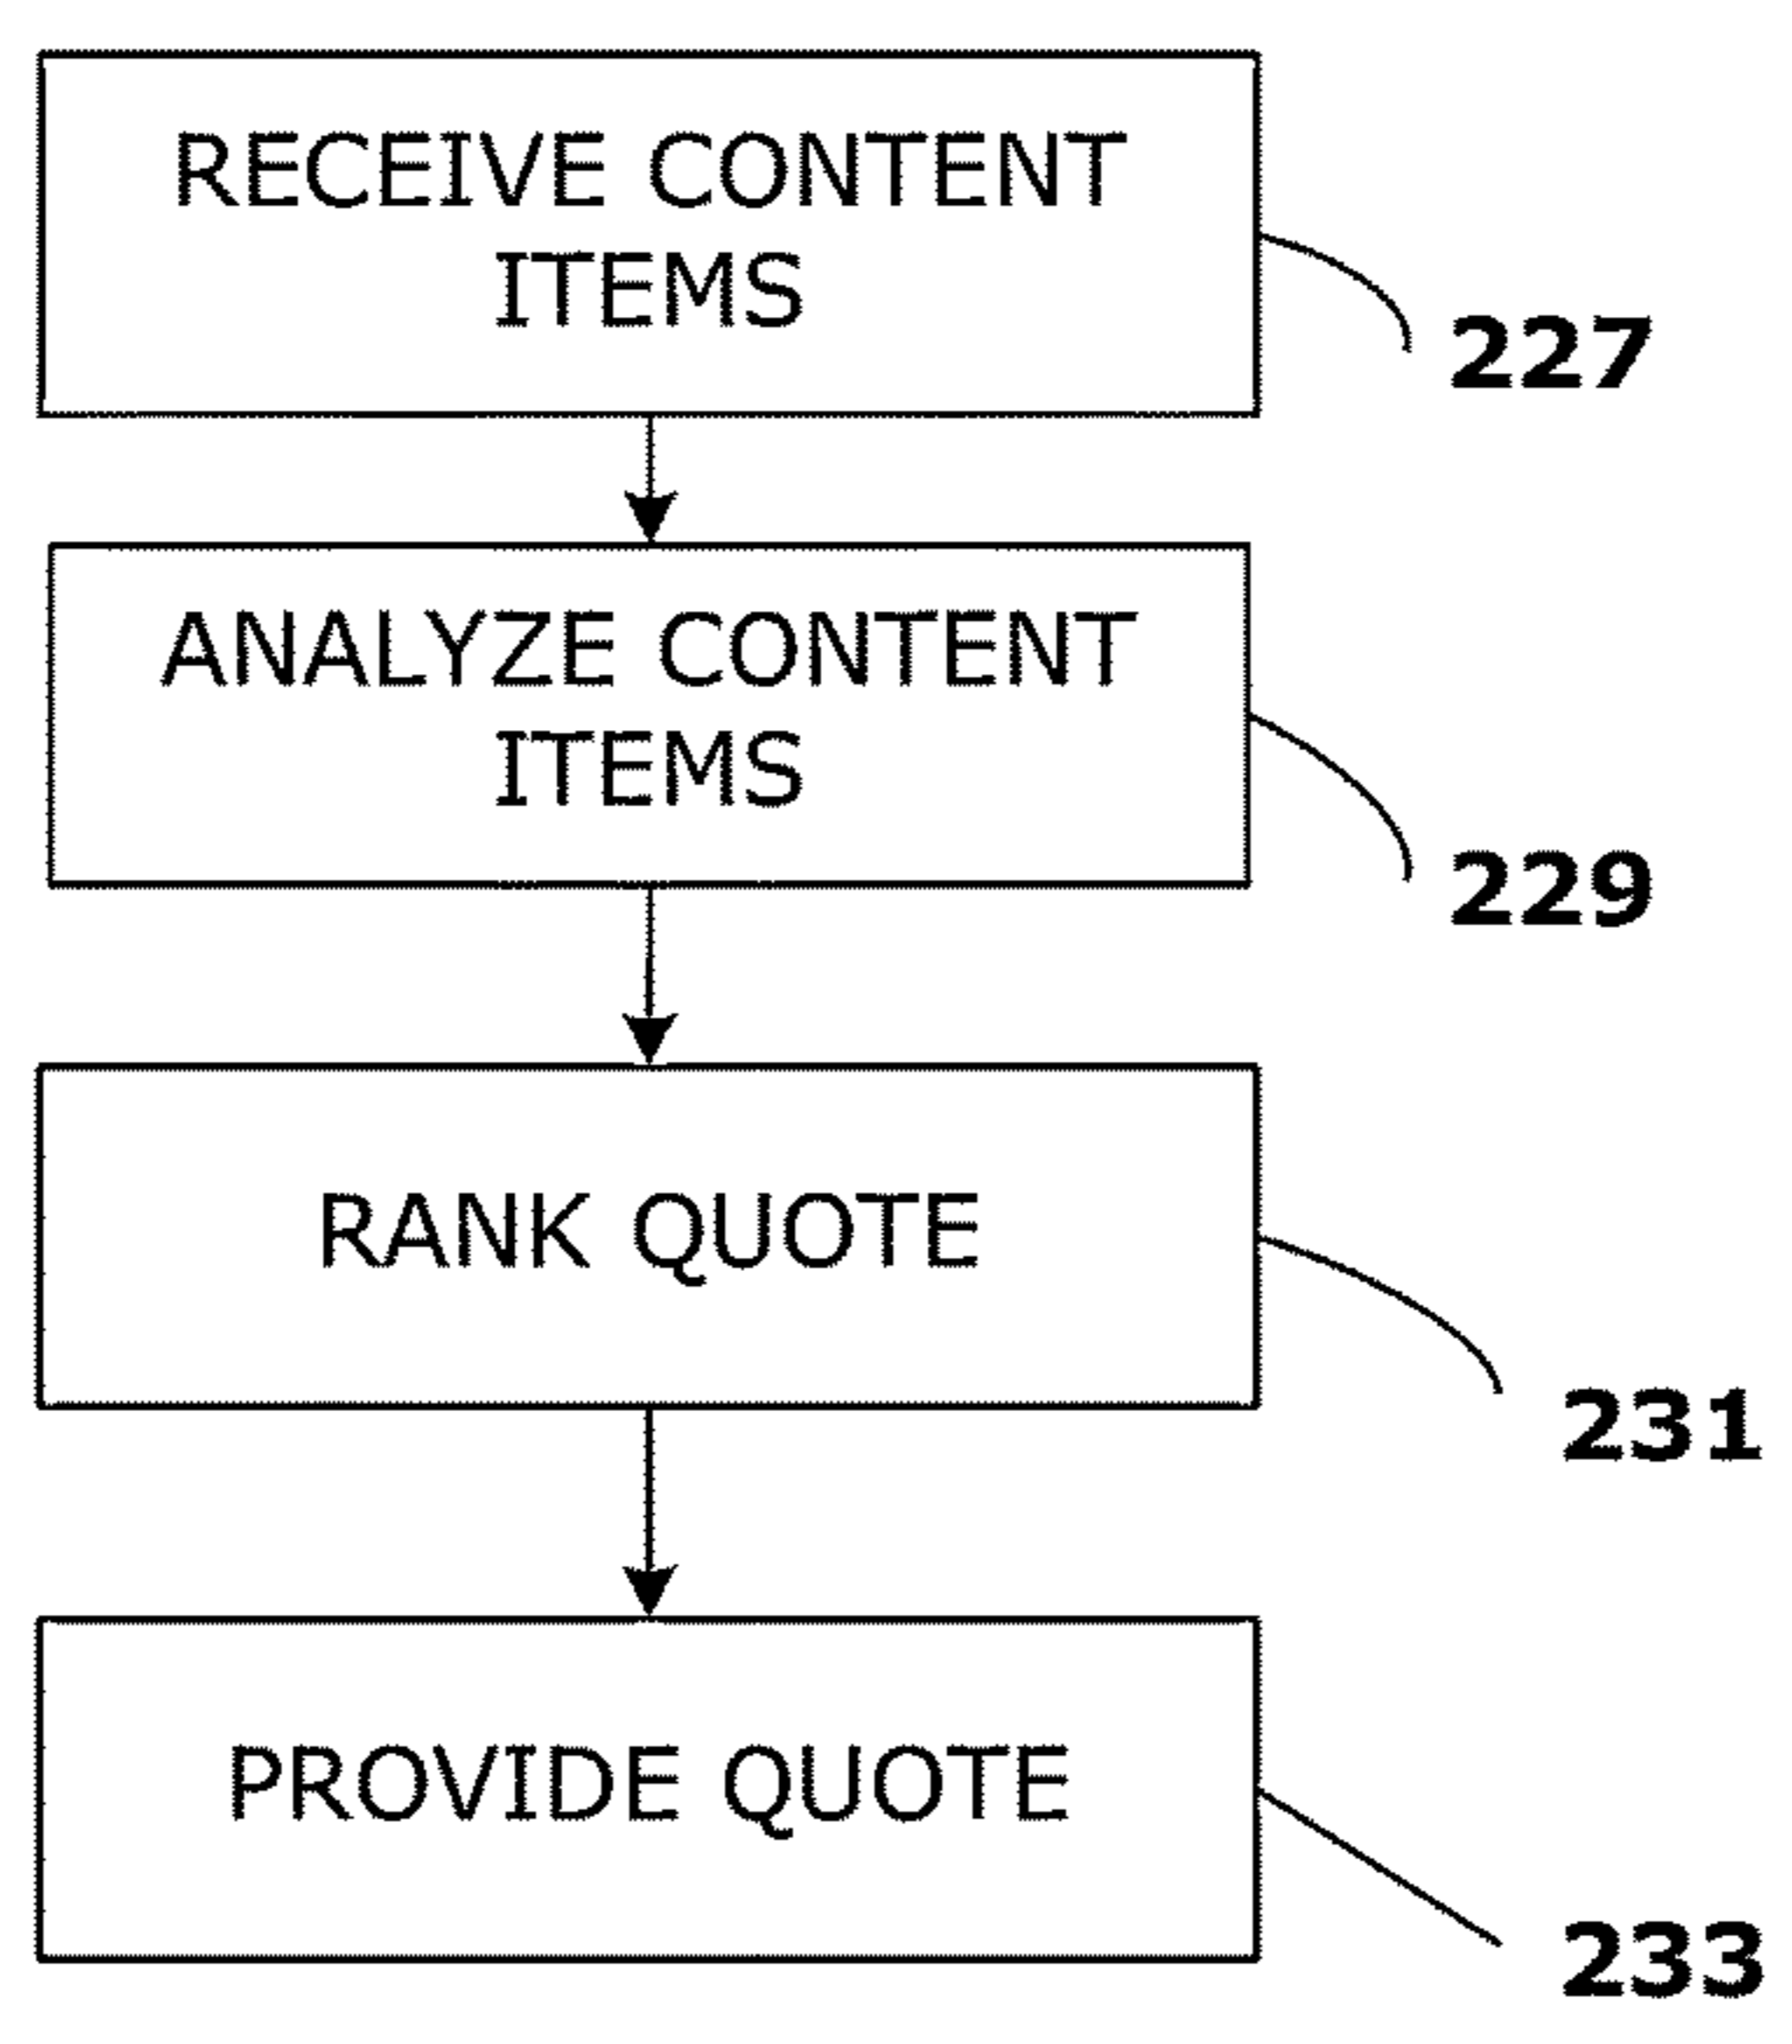 RECEIVE CONTENT
ITEMS
227
ANALYZE CONTENT
ITEMS
229
RANK QUOTE
231
PROVIDE QUOTE
233